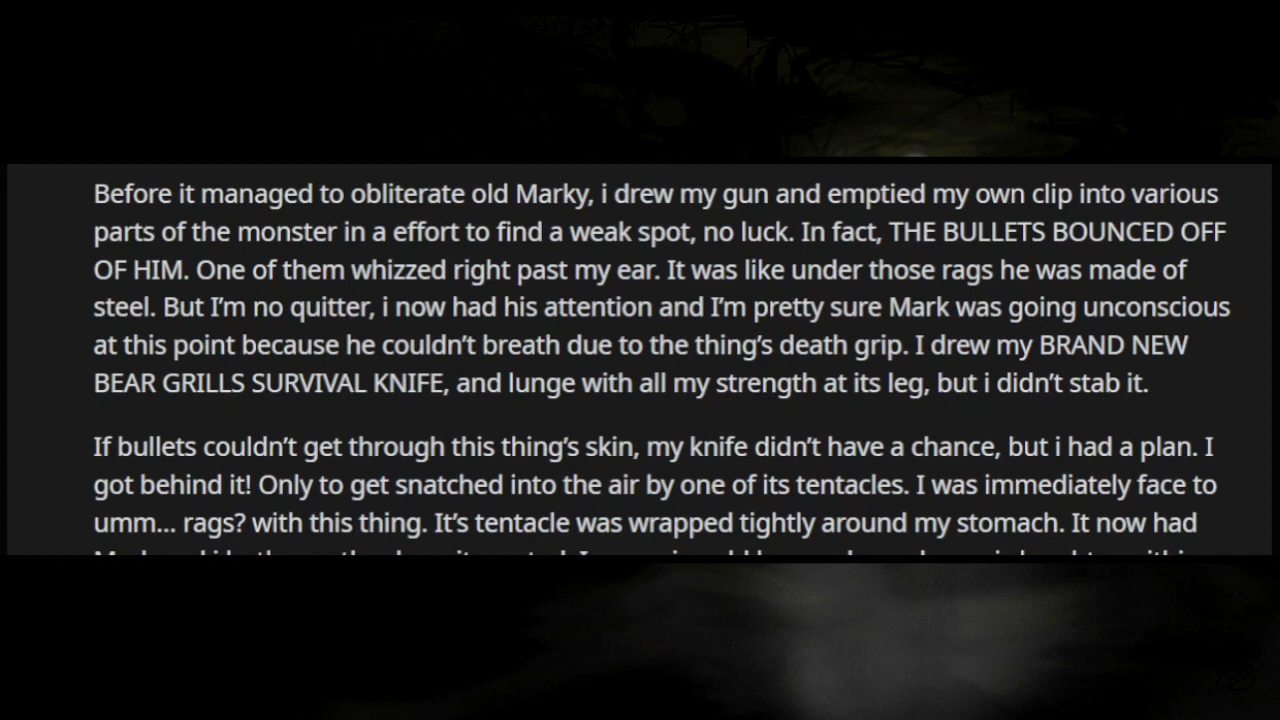 Before it managed to obliterate old Marky, i drew my gun and emptied my own clip into various
parts of the monster in a effort to find a weak spot, no luck. In fact, THE BULLETS BOUNCED OFF
OF HIM. One of them whizzed right past my ear. It was like under those rags he was made of
steel. But I’m no quitter, i now had his attention and I’m pretty sure Mark was going unconscious
at this point because he couldn’t breath due to the thing’s death grip. I drew my BRAND NEW
BEAR GRILLS SURVIVAL KNIFE, and lunge with all my strength at its leg, but i didn’t stab it.
If bullets couldn’t get through this thing’s skin, my knife didn’t have a chance, but i had a plan. I
got behind it! Only to get snatched into the air by one of its tentacles. I was immediately face to
umm... rags? with this thing. It’s tentacle was wrapped tightly around my stomach. It now had